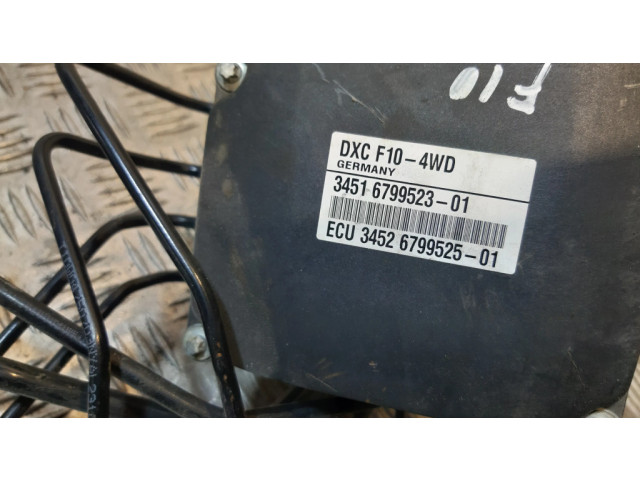 F10
DXC F10-4WD
GERMANY
3451 6799523-01
ECU 3452 6799525-01